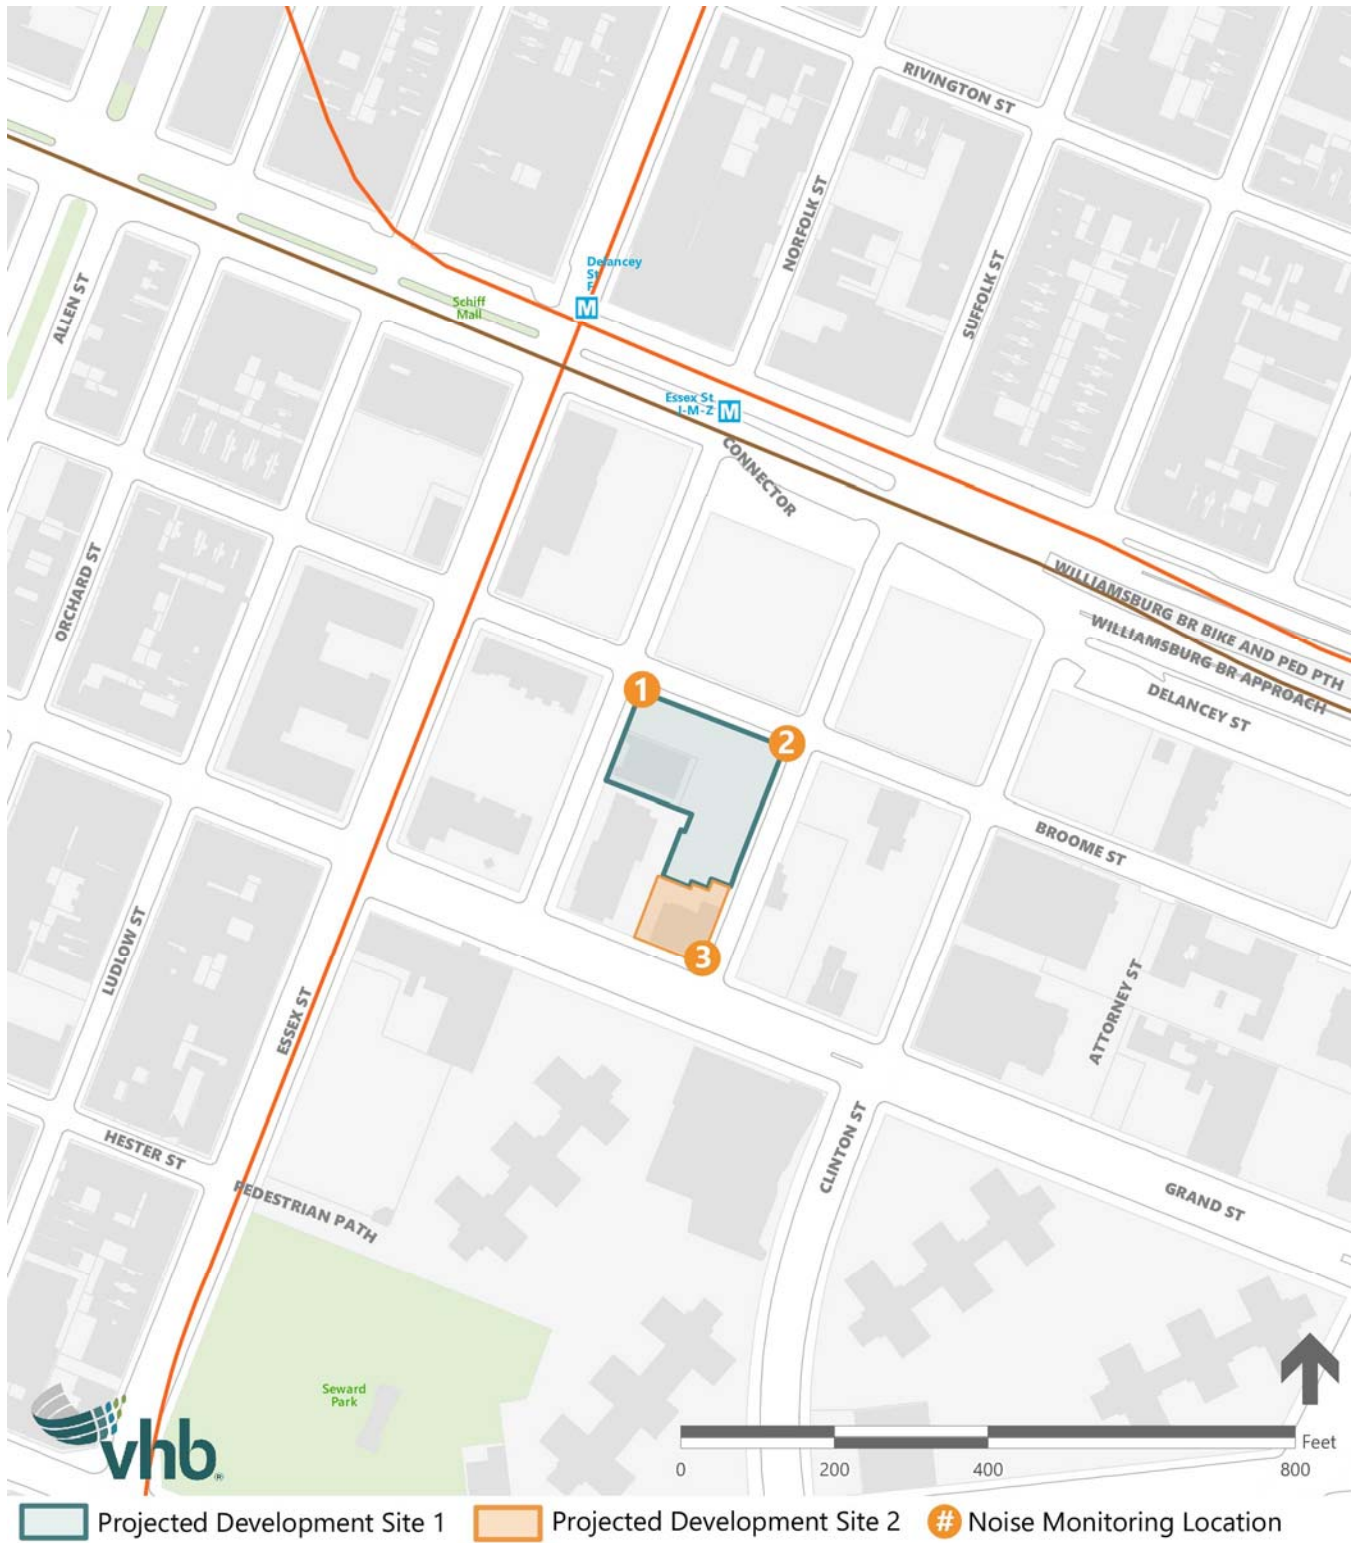 RIVINGTON ST
NORFOLK ST
SUFFOLK ST
ALLEN ST
Delancey
St
F
M
Schiff
Mall
Essex St
J-M-Z
M
CONNECTOR
ORCHARD ST
WILLIAMSBURG BR BIKE AND PED PTH
WILLIAMSBURG BR APPROACH
DELANCEY ST
1
2
BROOME ST
3
LUDLOW ST
ESSEX ST
ATTORNEY ST
HESTER ST
PEDESTRIAN PATH
CLINTON ST
GRAND ST
Seward
Park
vhb®
Feet
0 200 400 800
Projected Development Site 1
Projected Development Site 2
# Noise Monitoring Location